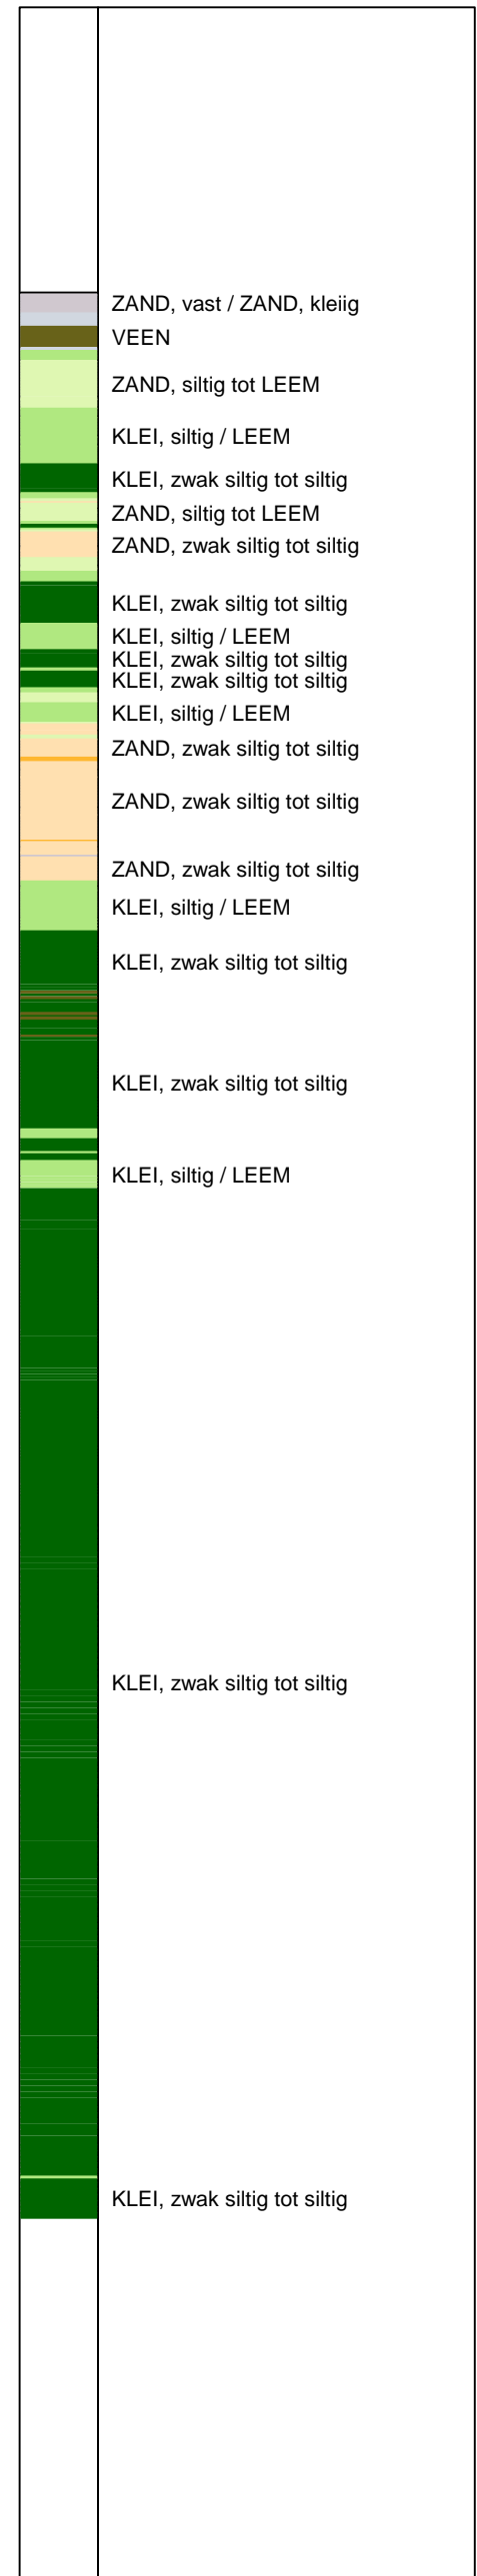 ZAND, vast / ZAND, kleiig
VEEN
ZAND, siltig tot LEEM
KLEI, siltig / LEEM
KLEI, zwak siltig tot siltig
ZAND, siltig tot LEEM
ZAND, zwak siltig tot siltig
KLEI, zwak siltig tot siltig
KLEI, siltig / LEEM
KLEI, zwak siltig tot siltig
KLEI, zwak siltig tot siltig
KLEI, siltig / LEEM
ZAND, zwak siltig tot siltig
ZAND, zwak siltig tot siltig
ZAND, zwak siltig tot siltig
KLEI, siltig / LEEM
KLEI, zwak siltig tot siltig
KLEI, zwak siltig tot siltig
KLEI, siltig / LEEM
KLEI, zwak siltig tot siltig
KLEI, zwak siltig tot siltig